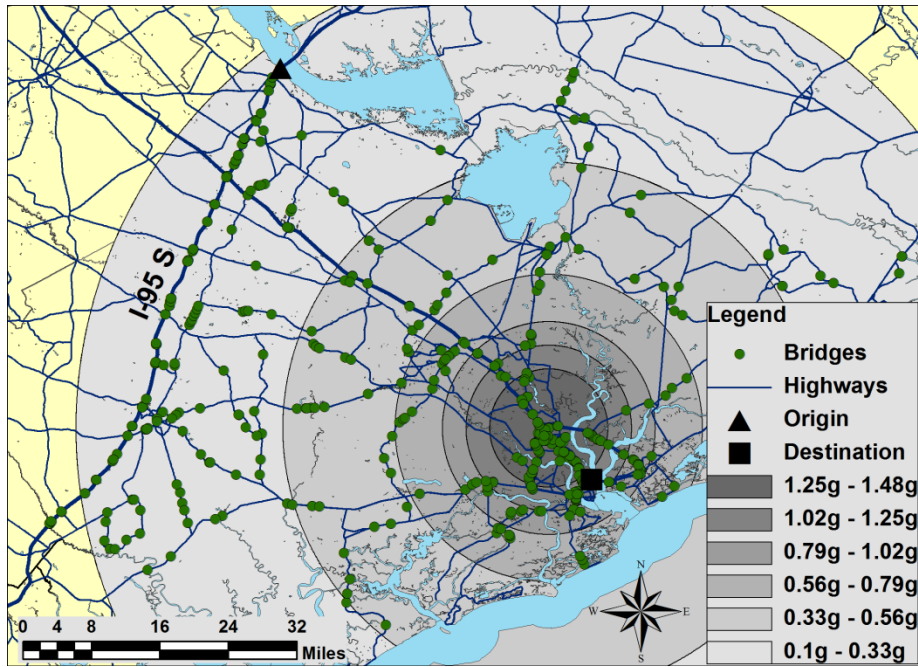 I-95 S
Legend
Bridges
Highways
Origin
Destination
1.25g - 1.48g
1.02g - 1.25g
0.79g - 1.02g
0.56g - 0.79g
0.33g - 0.56g
0.1g - 0.33g
N
W E
S
0 4 8 16 24 32
Miles